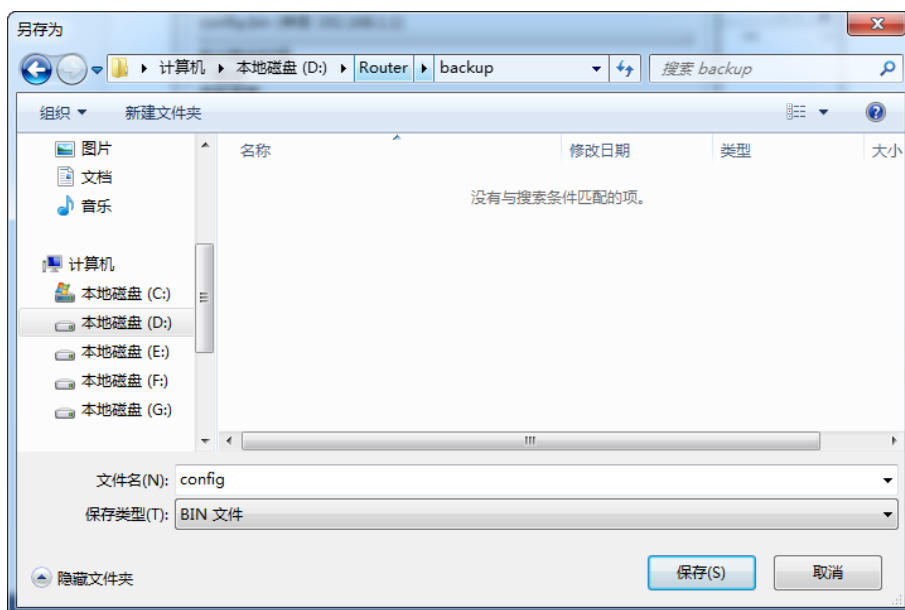 另存为
计算机 本地磁盘 (D:) Router backup 搜索 backup
组织 新建文件夹
图片
文档
音乐
计算机
本地磁盘 (C:)
本地磁盘 (D:)
本地磁盘 (E:)
本地磁盘 (F:)
本地磁盘 (G:)
名称 修改日期 类型 大小
没有与搜索条件匹配的项。
文件名(N): config
保存类型(T): BIN 文件
隐藏文件夹 保存(S) 取消